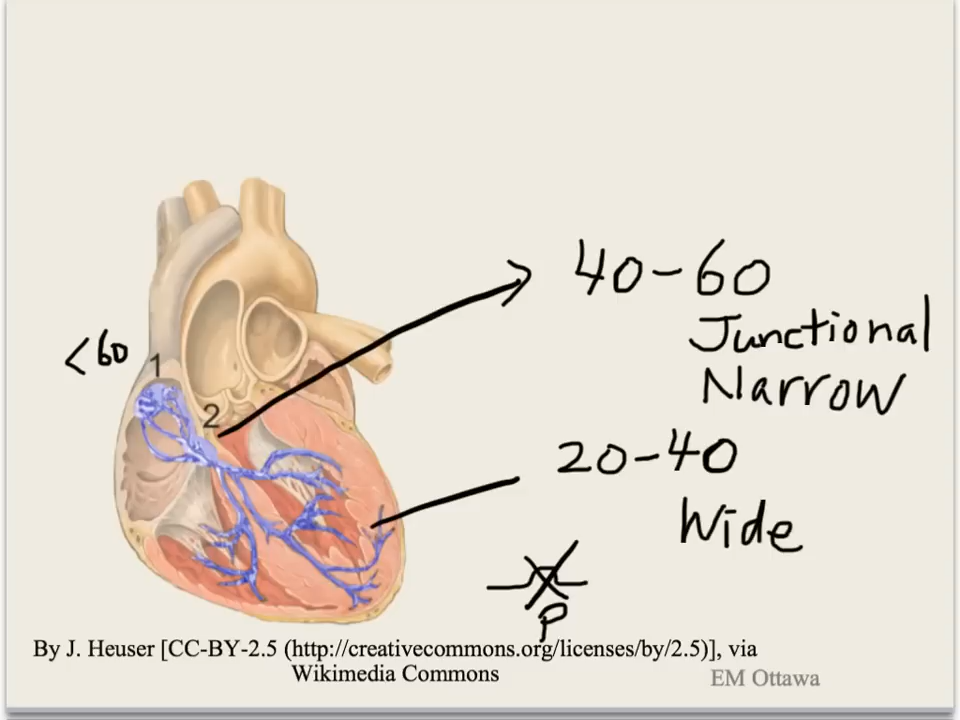 40-60
Junctional
Narrow
<60
1
2
20-40
Wide
P
By J. Heuser [CC-BY-2.5 (http://creativecommons.org/licenses/by/2.5)], via
Wikimedia Commons
EM Ottawa